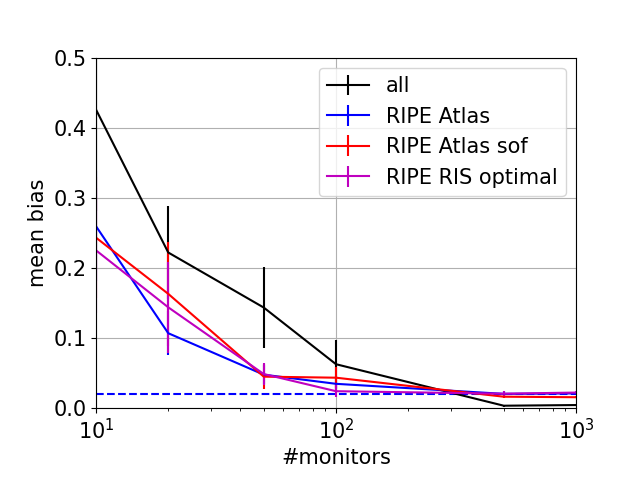 0.5
0.4
0.3
0.2
0.1
0.0
mean bias
10^1
10^2
10^3
#monitors
all
RIPE Atlas
RIPE Atlas sof
RIPE RIS optimal